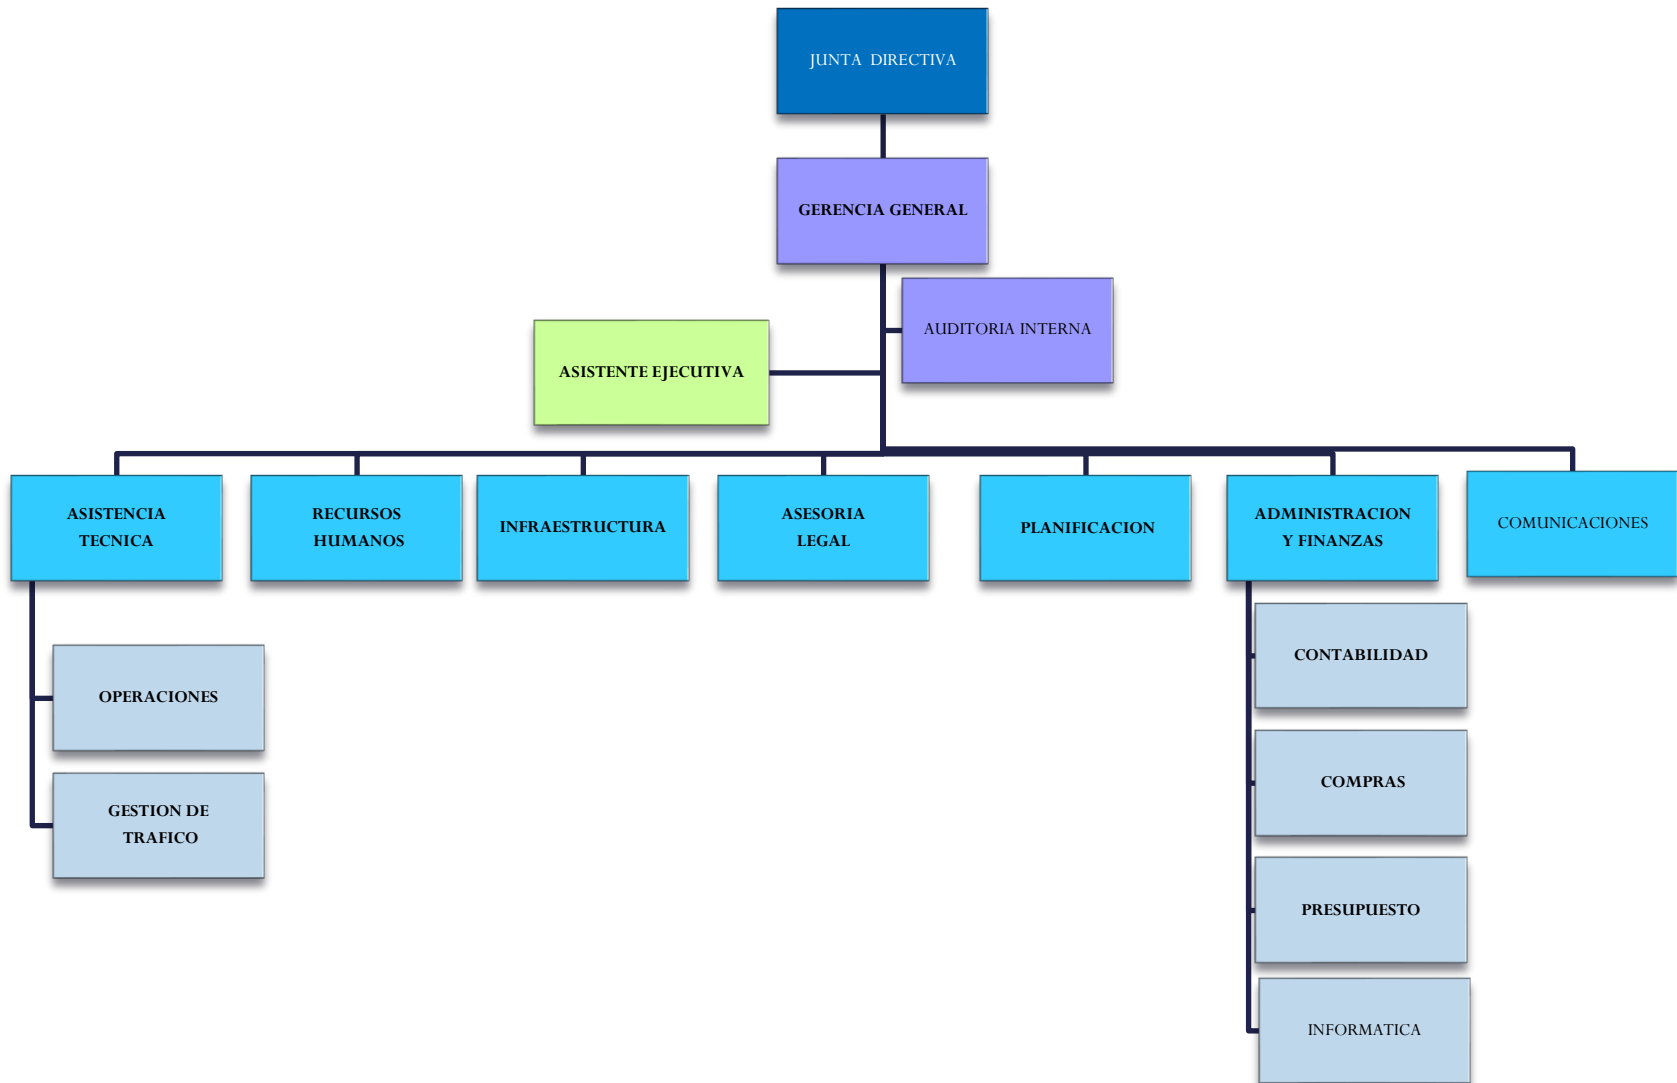 JUNTA DIRECTIVA
GERENCIA GENERAL
AUDITORIA INTERNA
ASISTENTE EJECUTIVA
ASISTENCIA
TECNICA
RECURSOS
HUMANOS
INFRAESTRUCTURA
ASESORIA
LEGAL
PLANIFICACION
ADMINISTRACION
Y FINANZAS
COMUNICACIONES
OPERACIONES
GESTION DE
TRAFICO
CONTABILIDAD
COMPRAS
PRESUPUESTO
INFORMATICA